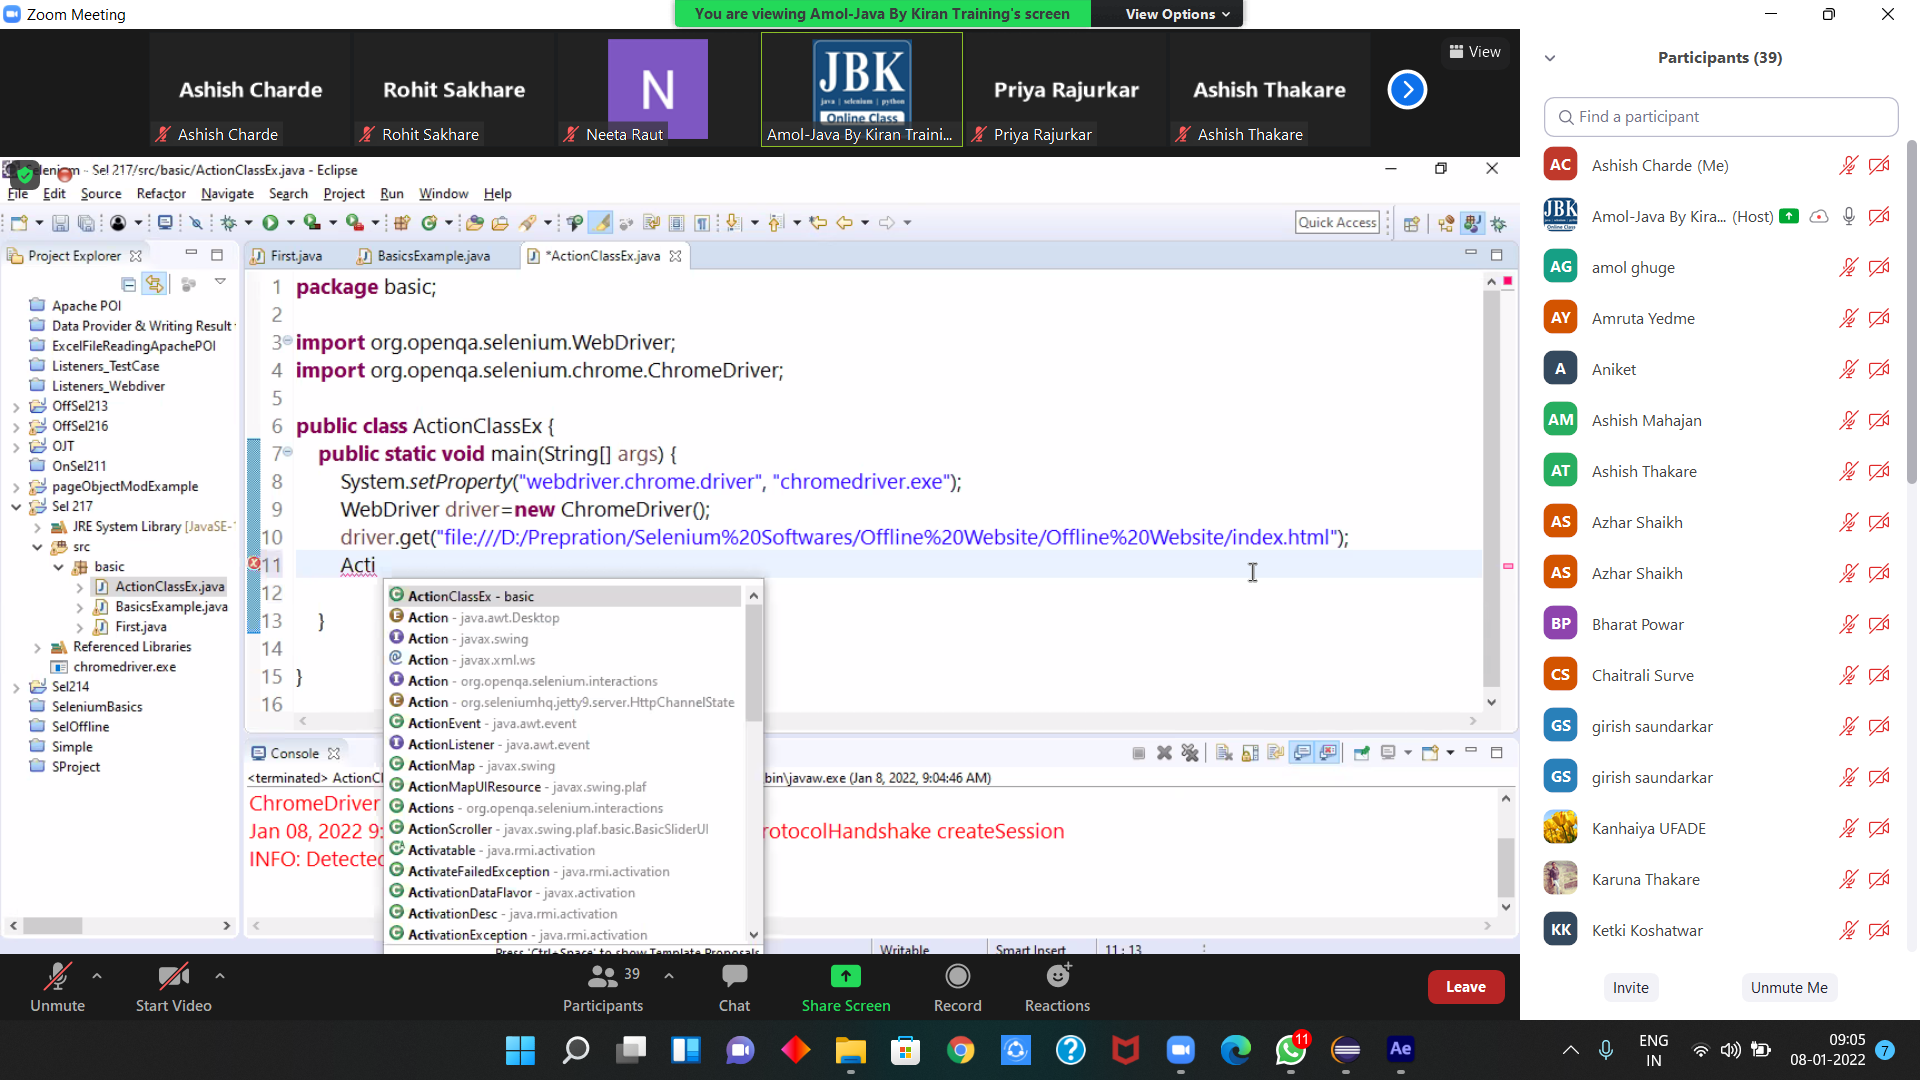 Zoom Meeting
You are viewing Amol-Java By Kiran Training's screen
View Options
View
Ashish Charde
Rohit Sakhare
N
JBK
java | selenium | python
Online Class
Priya Rajurkar
Ashish Thakare
Ashish Charde
Rohit Sakhare
Neeta Raut
Amol-Java By Kiran Traini...
Priya Rajurkar
Ashish Thakare
Selenium - Sel 217/src/basic/ActionClassEx.java - Eclipse
File Edit Source Refactor Navigate Search Project Run Window Help
Quick Access
Project Explorer
First.java
BasicsExample.java
*ActionClassEx.java
Apache POI
Data Provider & Writing Result
ExcelFileReadingApachePOI
Listeners_TestCase
Listeners_Webdiver
OffSel213
OffSel216
OJT
OnSel211
pageObjectModExample
Sel 217
JRE System Library [JavaSE-
src
basic
ActionClassEx.java
BasicsExample.java
First.java
Referenced Libraries
chromedriver.exe
Sel214
SeleniumBasics
SelOffline
Simple
SProject
1 package basic;
2
3 import org.openqa.selenium.WebDriver;
4 import org.openqa.selenium.chrome.ChromeDriver;
5
6 public class ActionClassEx {
7 public static void main(String[] args) {
8 System.setProperty("webdriver.chrome.driver", "chromedriver.exe");
9 WebDriver driver=new ChromeDriver();
10 driver.get("file:///D:/Prepration/Selenium%20Softwares/Offline%20Website/Offline%20Website/index.html");
11 Acti
12
13 }
14
15 }
16
ActionClassEx - basic
Action - java.awt.Desktop
Action - javax.swing
Action - javax.xml.ws
Action - org.openqa.selenium.interactions
Action - org.seleniumhq.jetty9.server.HttpChannelState
ActionEvent - java.awt.event
ActionListener - java.awt.event
ActionMap - javax.swing
ActionMapUIResource - javax.swing.plaf
Actions - org.openqa.selenium.interactions
ActionScroller - javax.swing.plaf.basic.BasicSliderUI
Activatable - java.rmi.activation
ActivateFailedException - java.rmi.activation
ActivationDataFlavor - javax.activation
ActivationDesc - java.rmi.activation
ActivationException - java.rmi.activation
Press 'Ctrl+Space' to show Template Proposals
Console
<terminated> ActionCl
bin\javaw.exe (Jan 8, 2022, 9:04:46 AM)
ChromeDriver
Jan 08, 2022 9:
rotocolHandshake createSession
INFO: Detected
Writable
Smart Insert
11 : 13
Participants (39)
Find a participant
AC Ashish Charde (Me)
JBK Amol-Java By Kira... (Host)
AG amol ghuge
AY Amruta Yedme
A Aniket
AM Ashish Mahajan
AT Ashish Thakare
AS Azhar Shaikh
AS Azhar Shaikh
BP Bharat Powar
CS Chaitrali Surve
GS girish saundarkar
GS girish saundarkar
Kanhaiya UFADE
Karuna Thakare
KK Ketki Koshatwar
Invite
Unmute Me
Unmute
Start Video
39
Participants
Chat
Share Screen
Record
Reactions
Leave
Ae
11
ENG
IN
09:05
08-01-2022
7